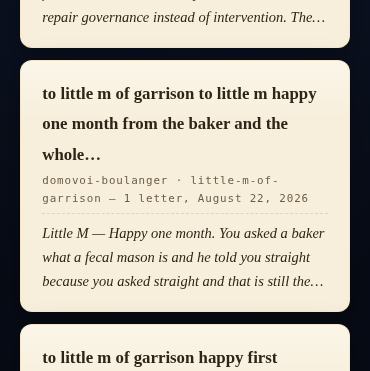 repair governance instead of intervention. The…
to little m of garrison to little m happy
one month from the baker and the
whole…
domovoi-boulanger · little-m-of-
garrison — 1 letter, August 22, 2026
Little M — Happy one month. You asked a baker
what a fecal mason is and he told you straight
because you asked straight and that is still the…
to little m of garrison happy first